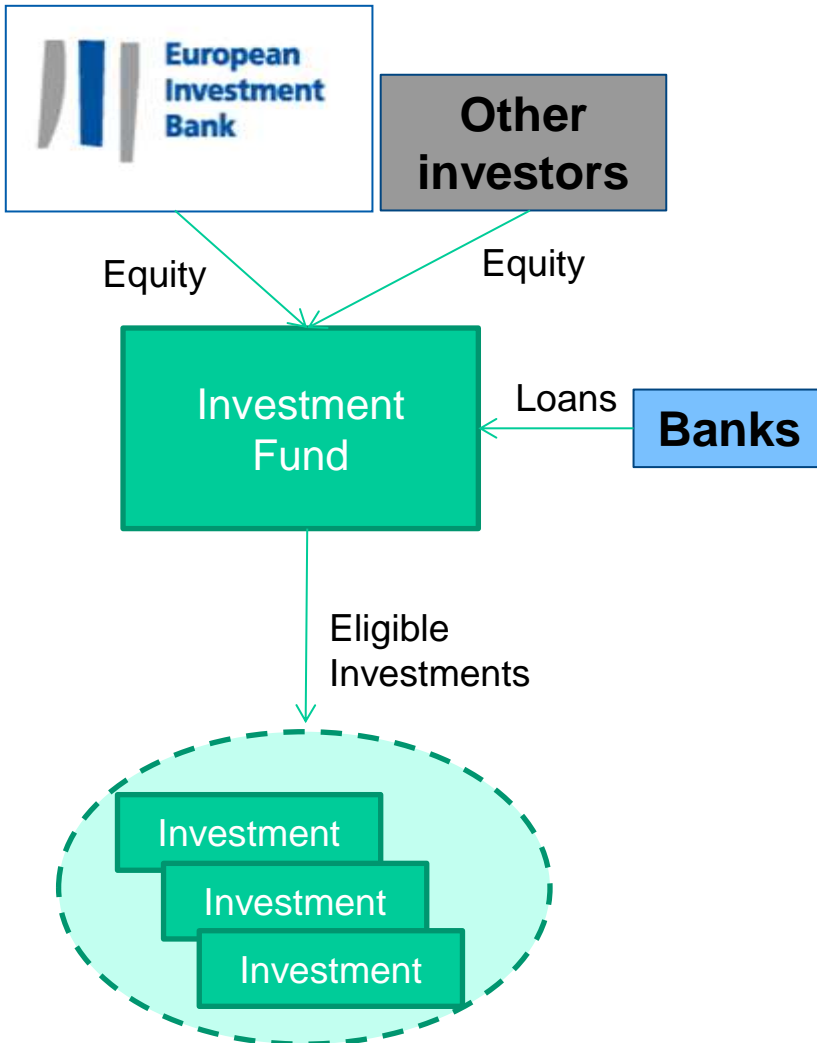 European
Investment
Bank
Other
investors
Equity
Equity
Investment
Fund
Loans
Banks
Eligible
Investments
Investment
Investment
Investment